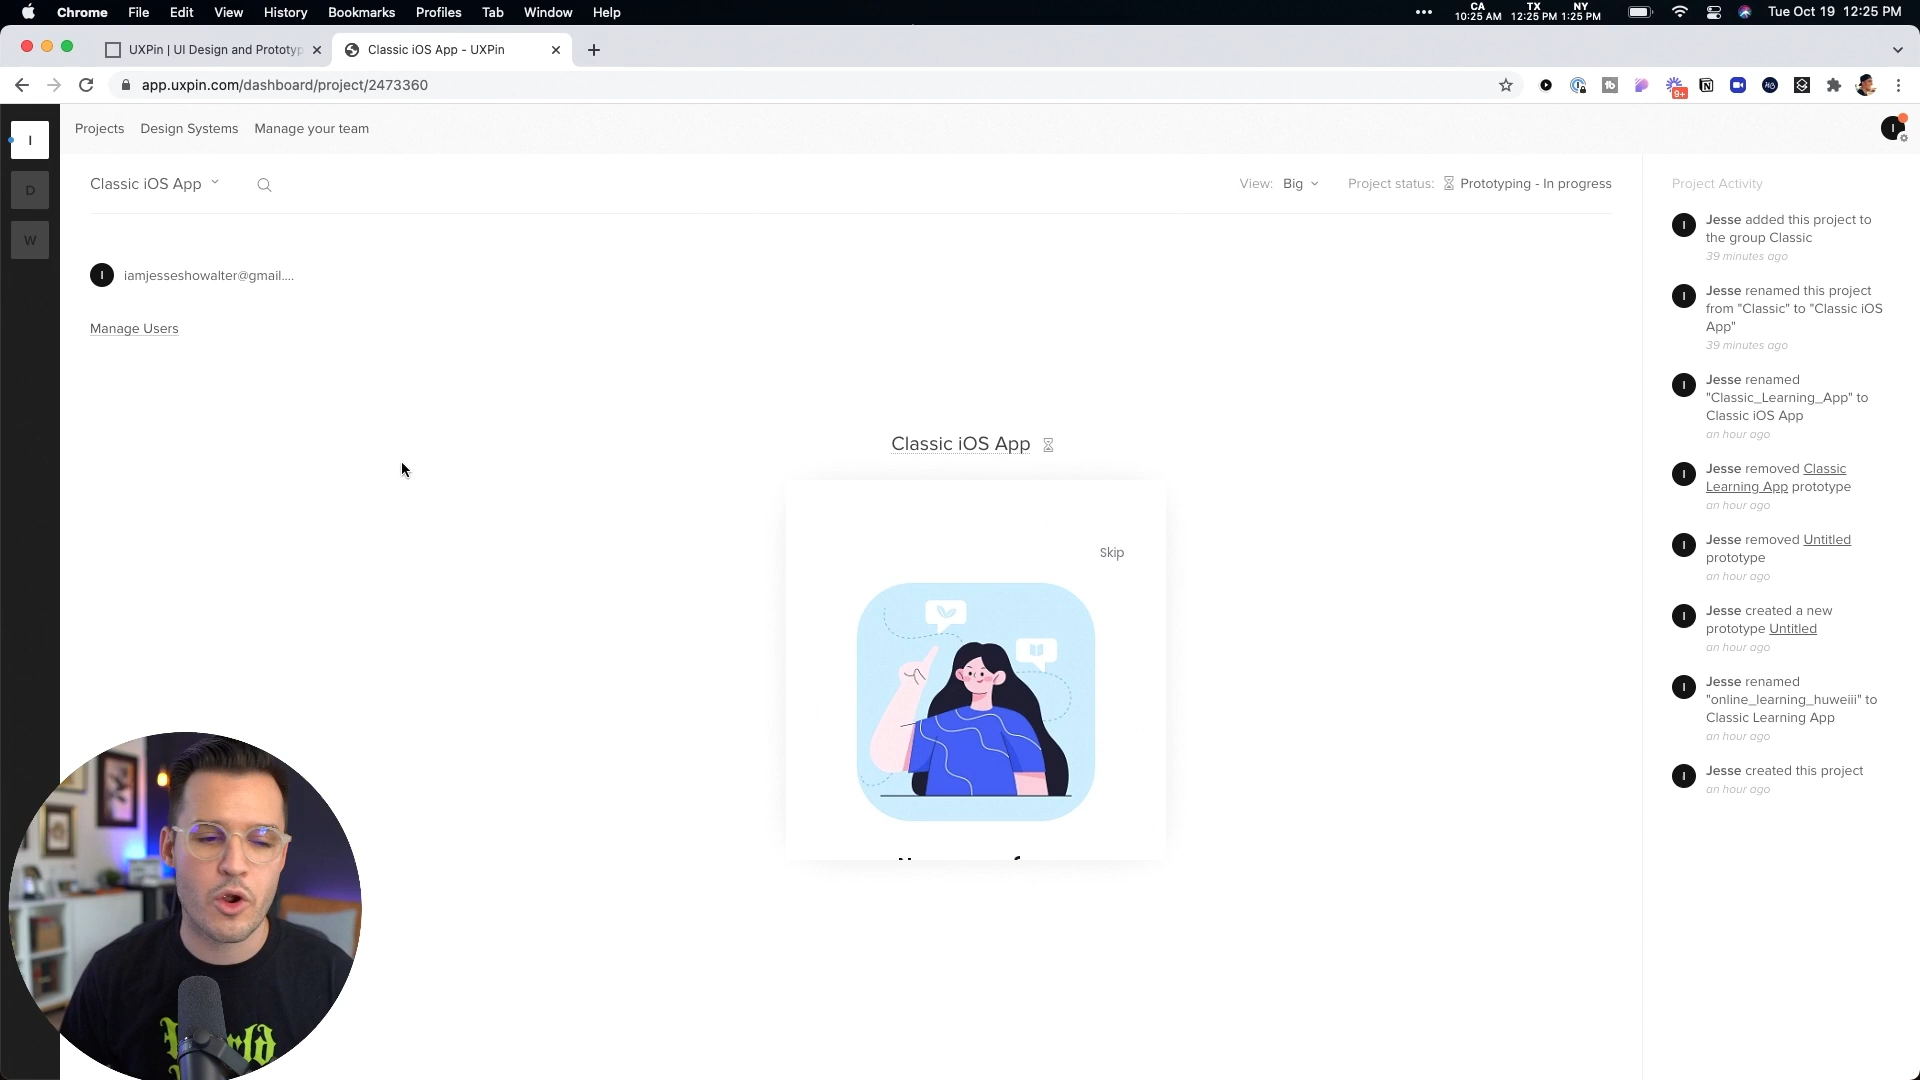 Chrome File Edit View History Bookmarks Profiles Tab Window Help
CA 10:25 AM TX 12:25 PM NY 1:25 PM
Tue Oct 19 12:25 PM
UXPin | UI Design and Prototyp
Classic iOS App - UXPin
app.uxpin.com/dashboard/project/2473360
9+
Projects Design Systems Manage your team
I
D
W
I
Classic iOS App
View: Big
Project status: Prototyping - In progress
I iamjesseshowalter@gmail....
Manage Users
Classic iOS App
Skip
Project Activity
I Jesse added this project to
the group Classic
39 minutes ago
I Jesse renamed this project
from "Classic" to "Classic iOS
App"
39 minutes ago
I Jesse renamed
"Classic_Learning_App" to
Classic iOS App
an hour ago
I Jesse removed Classic
Learning App prototype
an hour ago
I Jesse removed Untitled
prototype
an hour ago
I Jesse created a new
prototype Untitled
an hour ago
I Jesse renamed
"online_learning_huweiii" to
Classic Learning App
an hour ago
I Jesse created this project
an hour ago